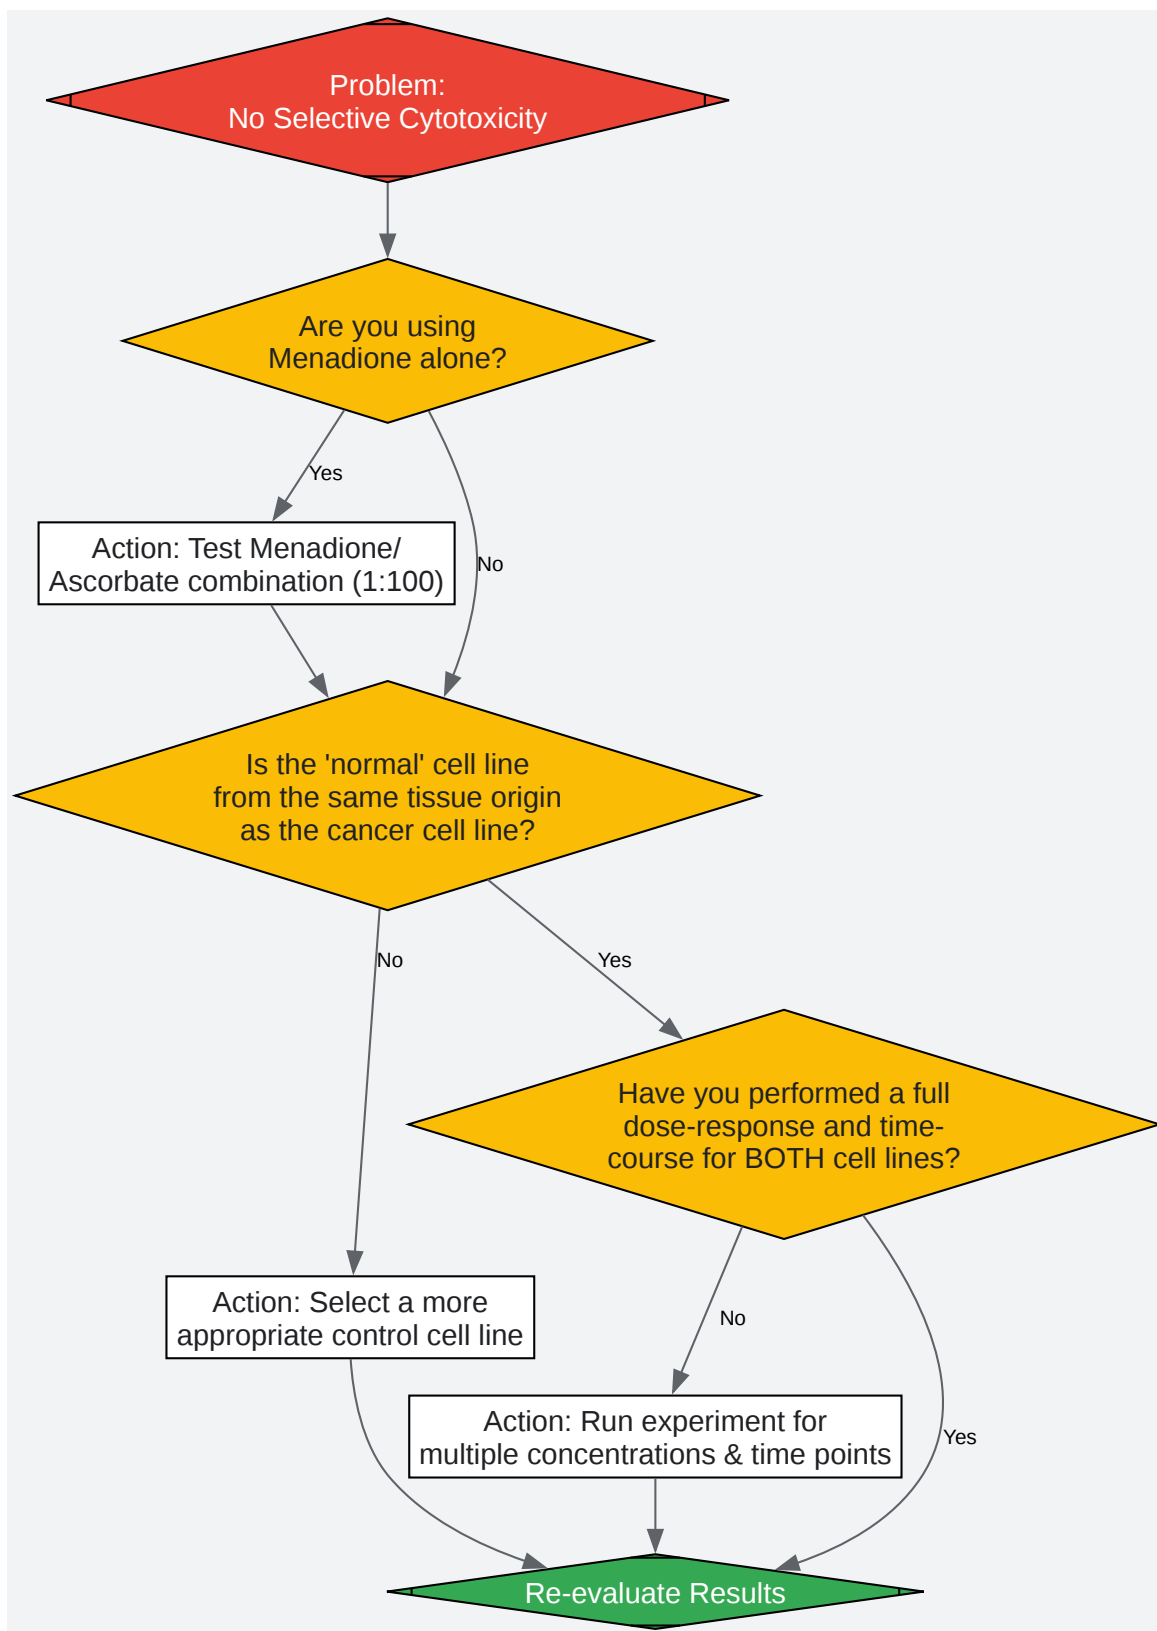 Problem:
No Selective Cytotoxicity
Are you using
Menadione alone?
Yes
Action: Test Menadione/
Ascorbate combination (1:100)
No
Is the 'normal' cell line
from the same tissue origin
as the cancer cell line?
No
Yes
Have you performed a full
dose-response and time-
course for BOTH cell lines?
Action: Select a more
appropriate control cell line
No
Action: Run experiment for
multiple concentrations & time points
Yes
Re-evaluate Results